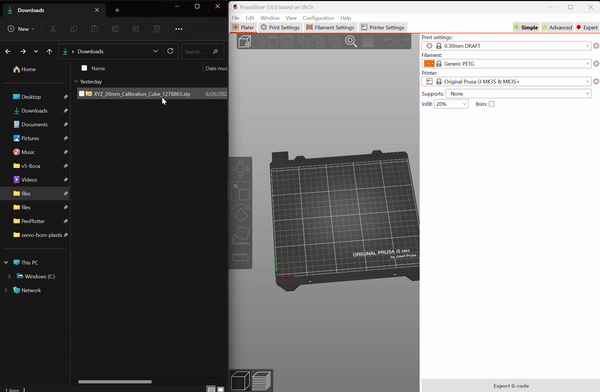 Downloads
New
Downloads
Search
Name
Date mod
Home
Yesterday
XYZ_20mm_Calibration_Cube_1278865.zip
6/26/202
Desktop
Downloads
Documents
Pictures
Music
v5-8oca
Videos
files
files
PenPlotter
servo-horn-plastic
This PC
Windows (C:)
Network
1 item
PrusaSlicer-2.6.0 based on Slic3r
File Edit Window View Configuration Help
Plater Print Settings Filament Settings Printer Settings Simple Advanced Expert
Print settings:
0.30mm DRAFT
Filament:
Generic PETG
Printer:
Original Prusa i3 MK3S & MK3S+
Supports: None
Infill: 20% Brim:
ORIGINAL PRUSA i3 MK3
by Josef Prusa
Export G-code